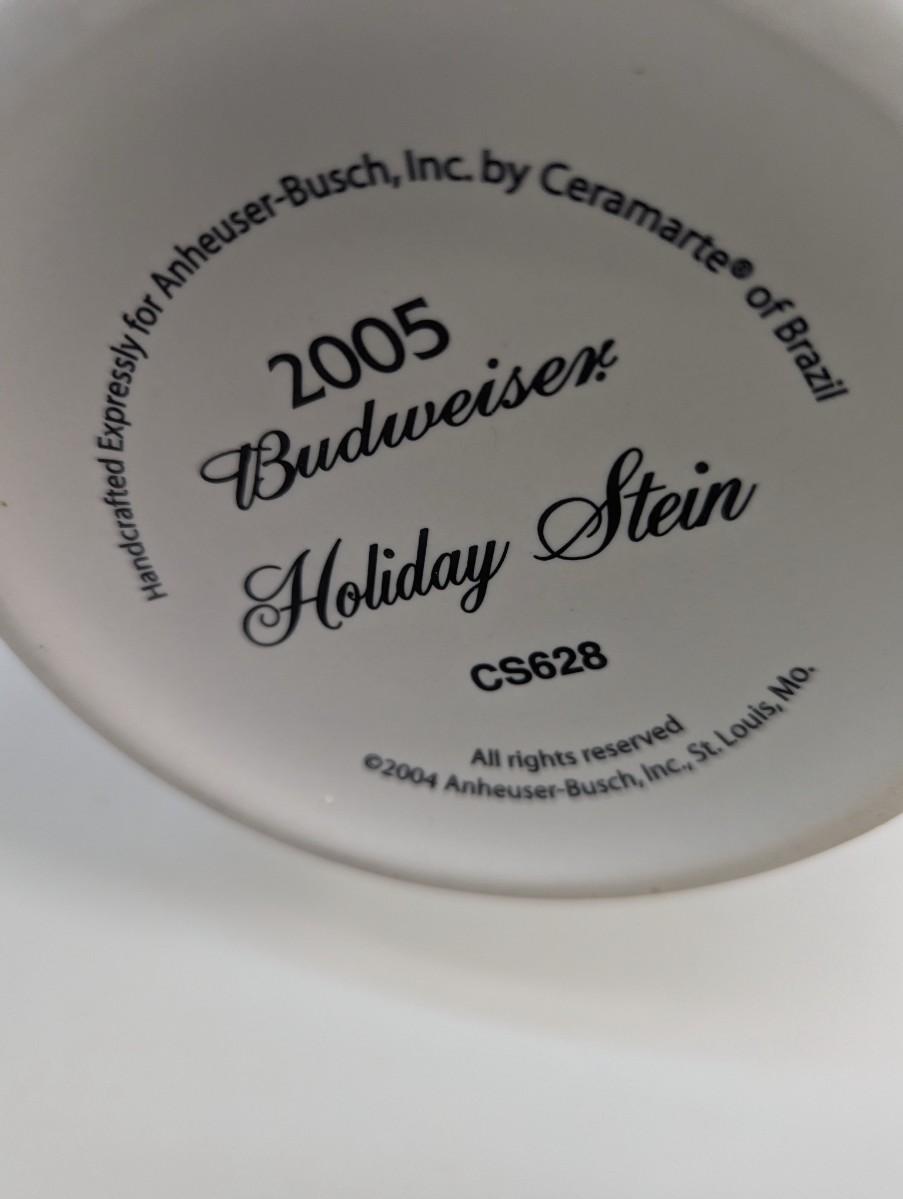 Handcrafted Expressly for Anheuser-Busch, Inc. by Ceramarte® of Brazil
2005
Budweiser®
Holiday Stein
CS628
All rights reserved
©2004 Anheuser-Busch, Inc., St. Louis, Mo.